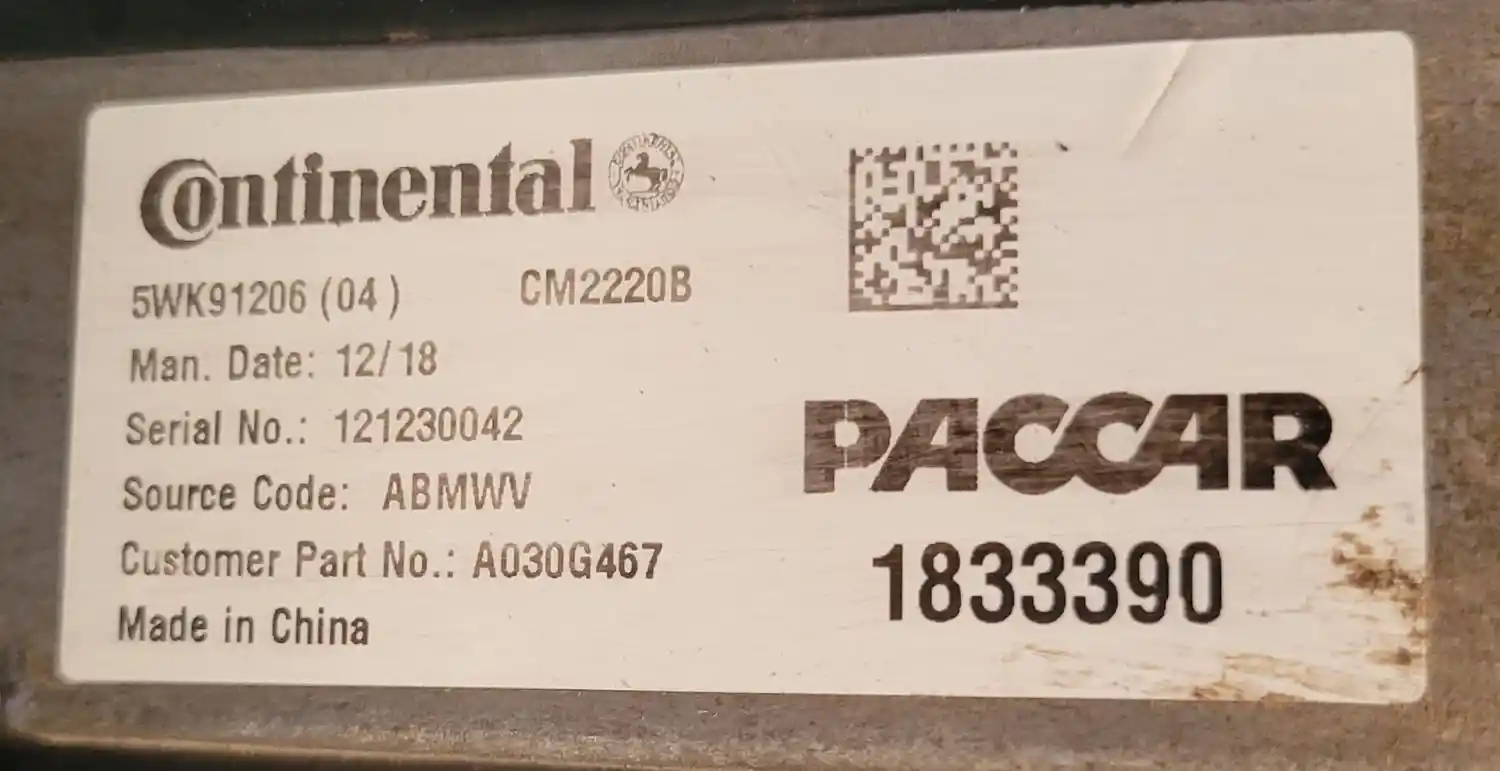 Continental
5WK91206 (04 ) CM2220B
Man. Date: 12/18
Serial No.: 121230042
Source Code: ABMWV
Customer Part No.: A030G467
Made in China
PACCAR
1833390